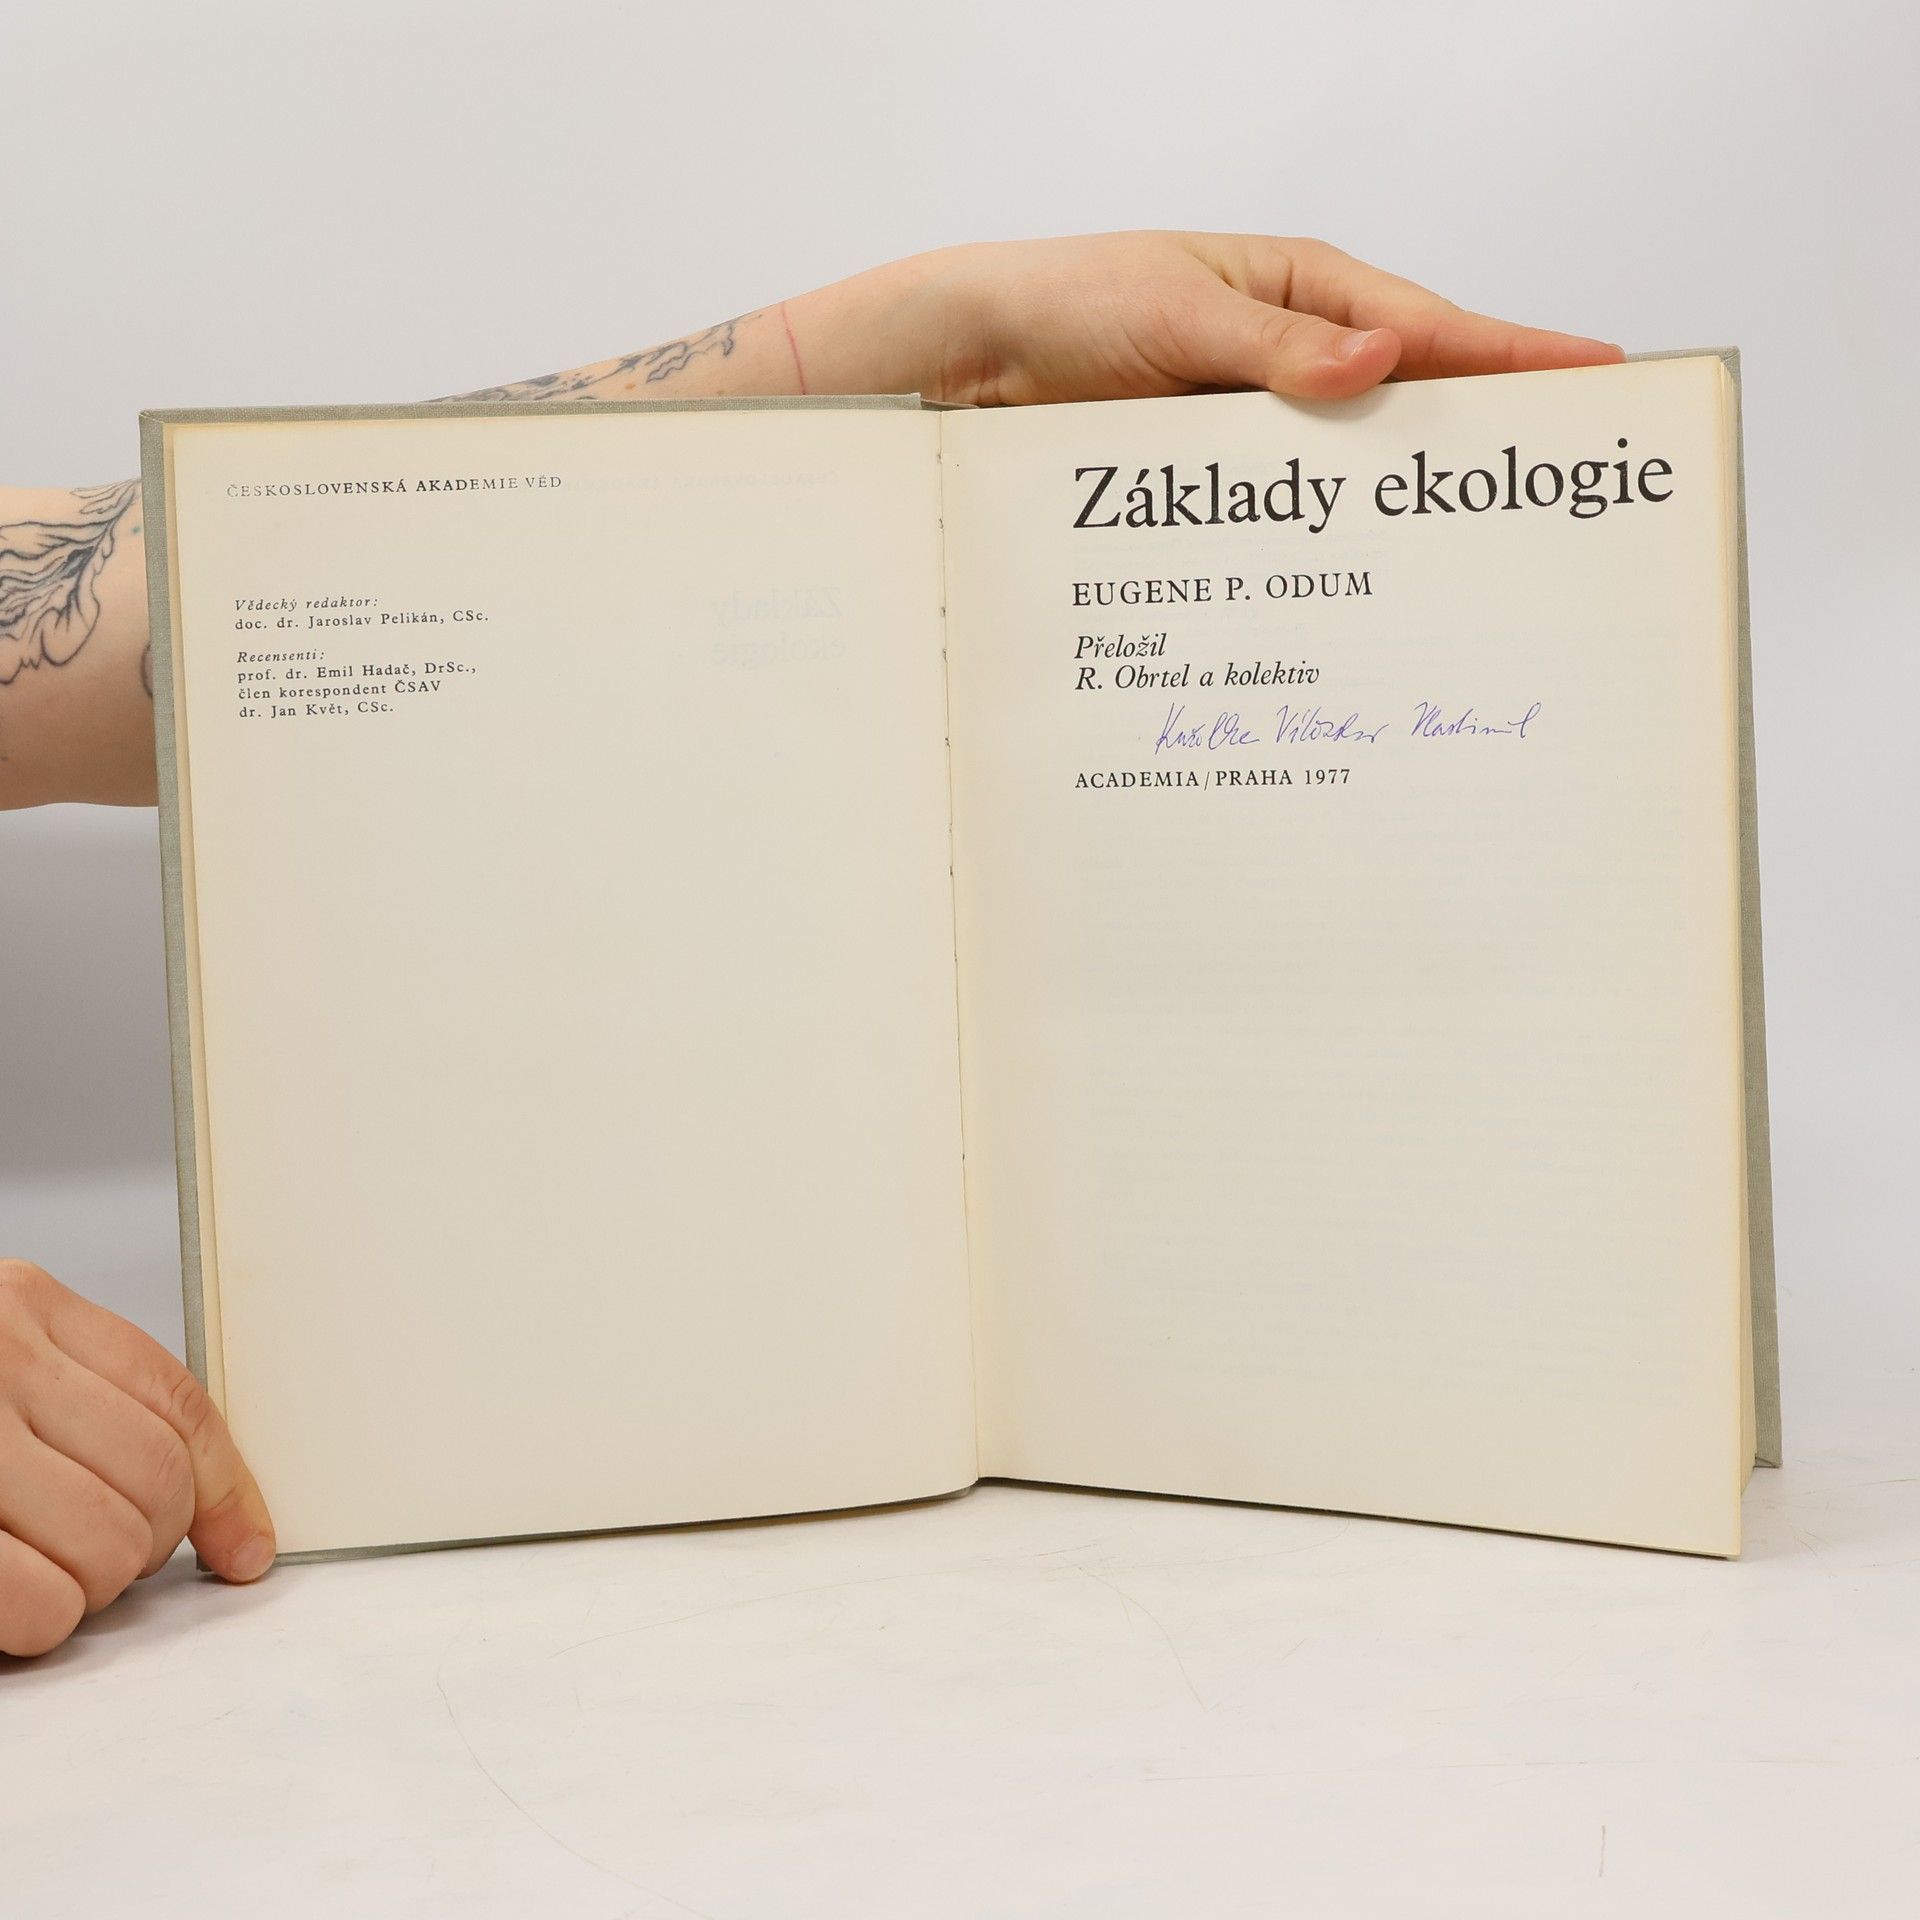 ČESKOSLOVENSKÁ AKADEMIE VĚD
Vědecký redaktor:
doc. dr. Jaroslav Pelikán, CSc.
Recensenti:
prof. dr. Emil Hadač, DrSc.,
člen korespondent ČSAV
dr. Jan Květ, CSc.
Základy ekologie
EUGENE P. ODUM
Přeložil
R. Obrtel a kolektiv
Vlastimil
ACADEMIA/PRAHA 1977